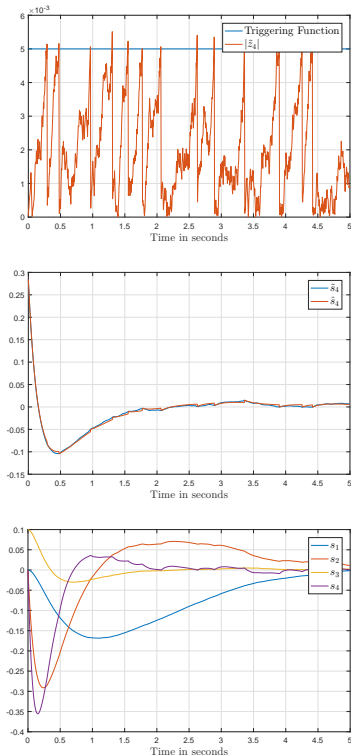 ×10⁻³
6
5
4
3
2
1
0
Triggering Function
|z̃₄|
0 0.5 1 1.5 2 2.5 3 3.5 4 4.5 5
Time in seconds
0.3
0.25
0.2
0.15
0.1
0.05
0
-0.05
-0.1
-0.15
s̃₄
ŝ₄
0 0.5 1 1.5 2 2.5 3 3.5 4 4.5 5
Time in seconds
0.1
0.05
0
-0.05
-0.1
-0.15
-0.2
-0.25
-0.3
-0.35
-0.4
s₁
s₂
s₃
s₄
0 0.5 1 1.5 2 2.5 3 3.5 4 4.5 5
Time in seconds